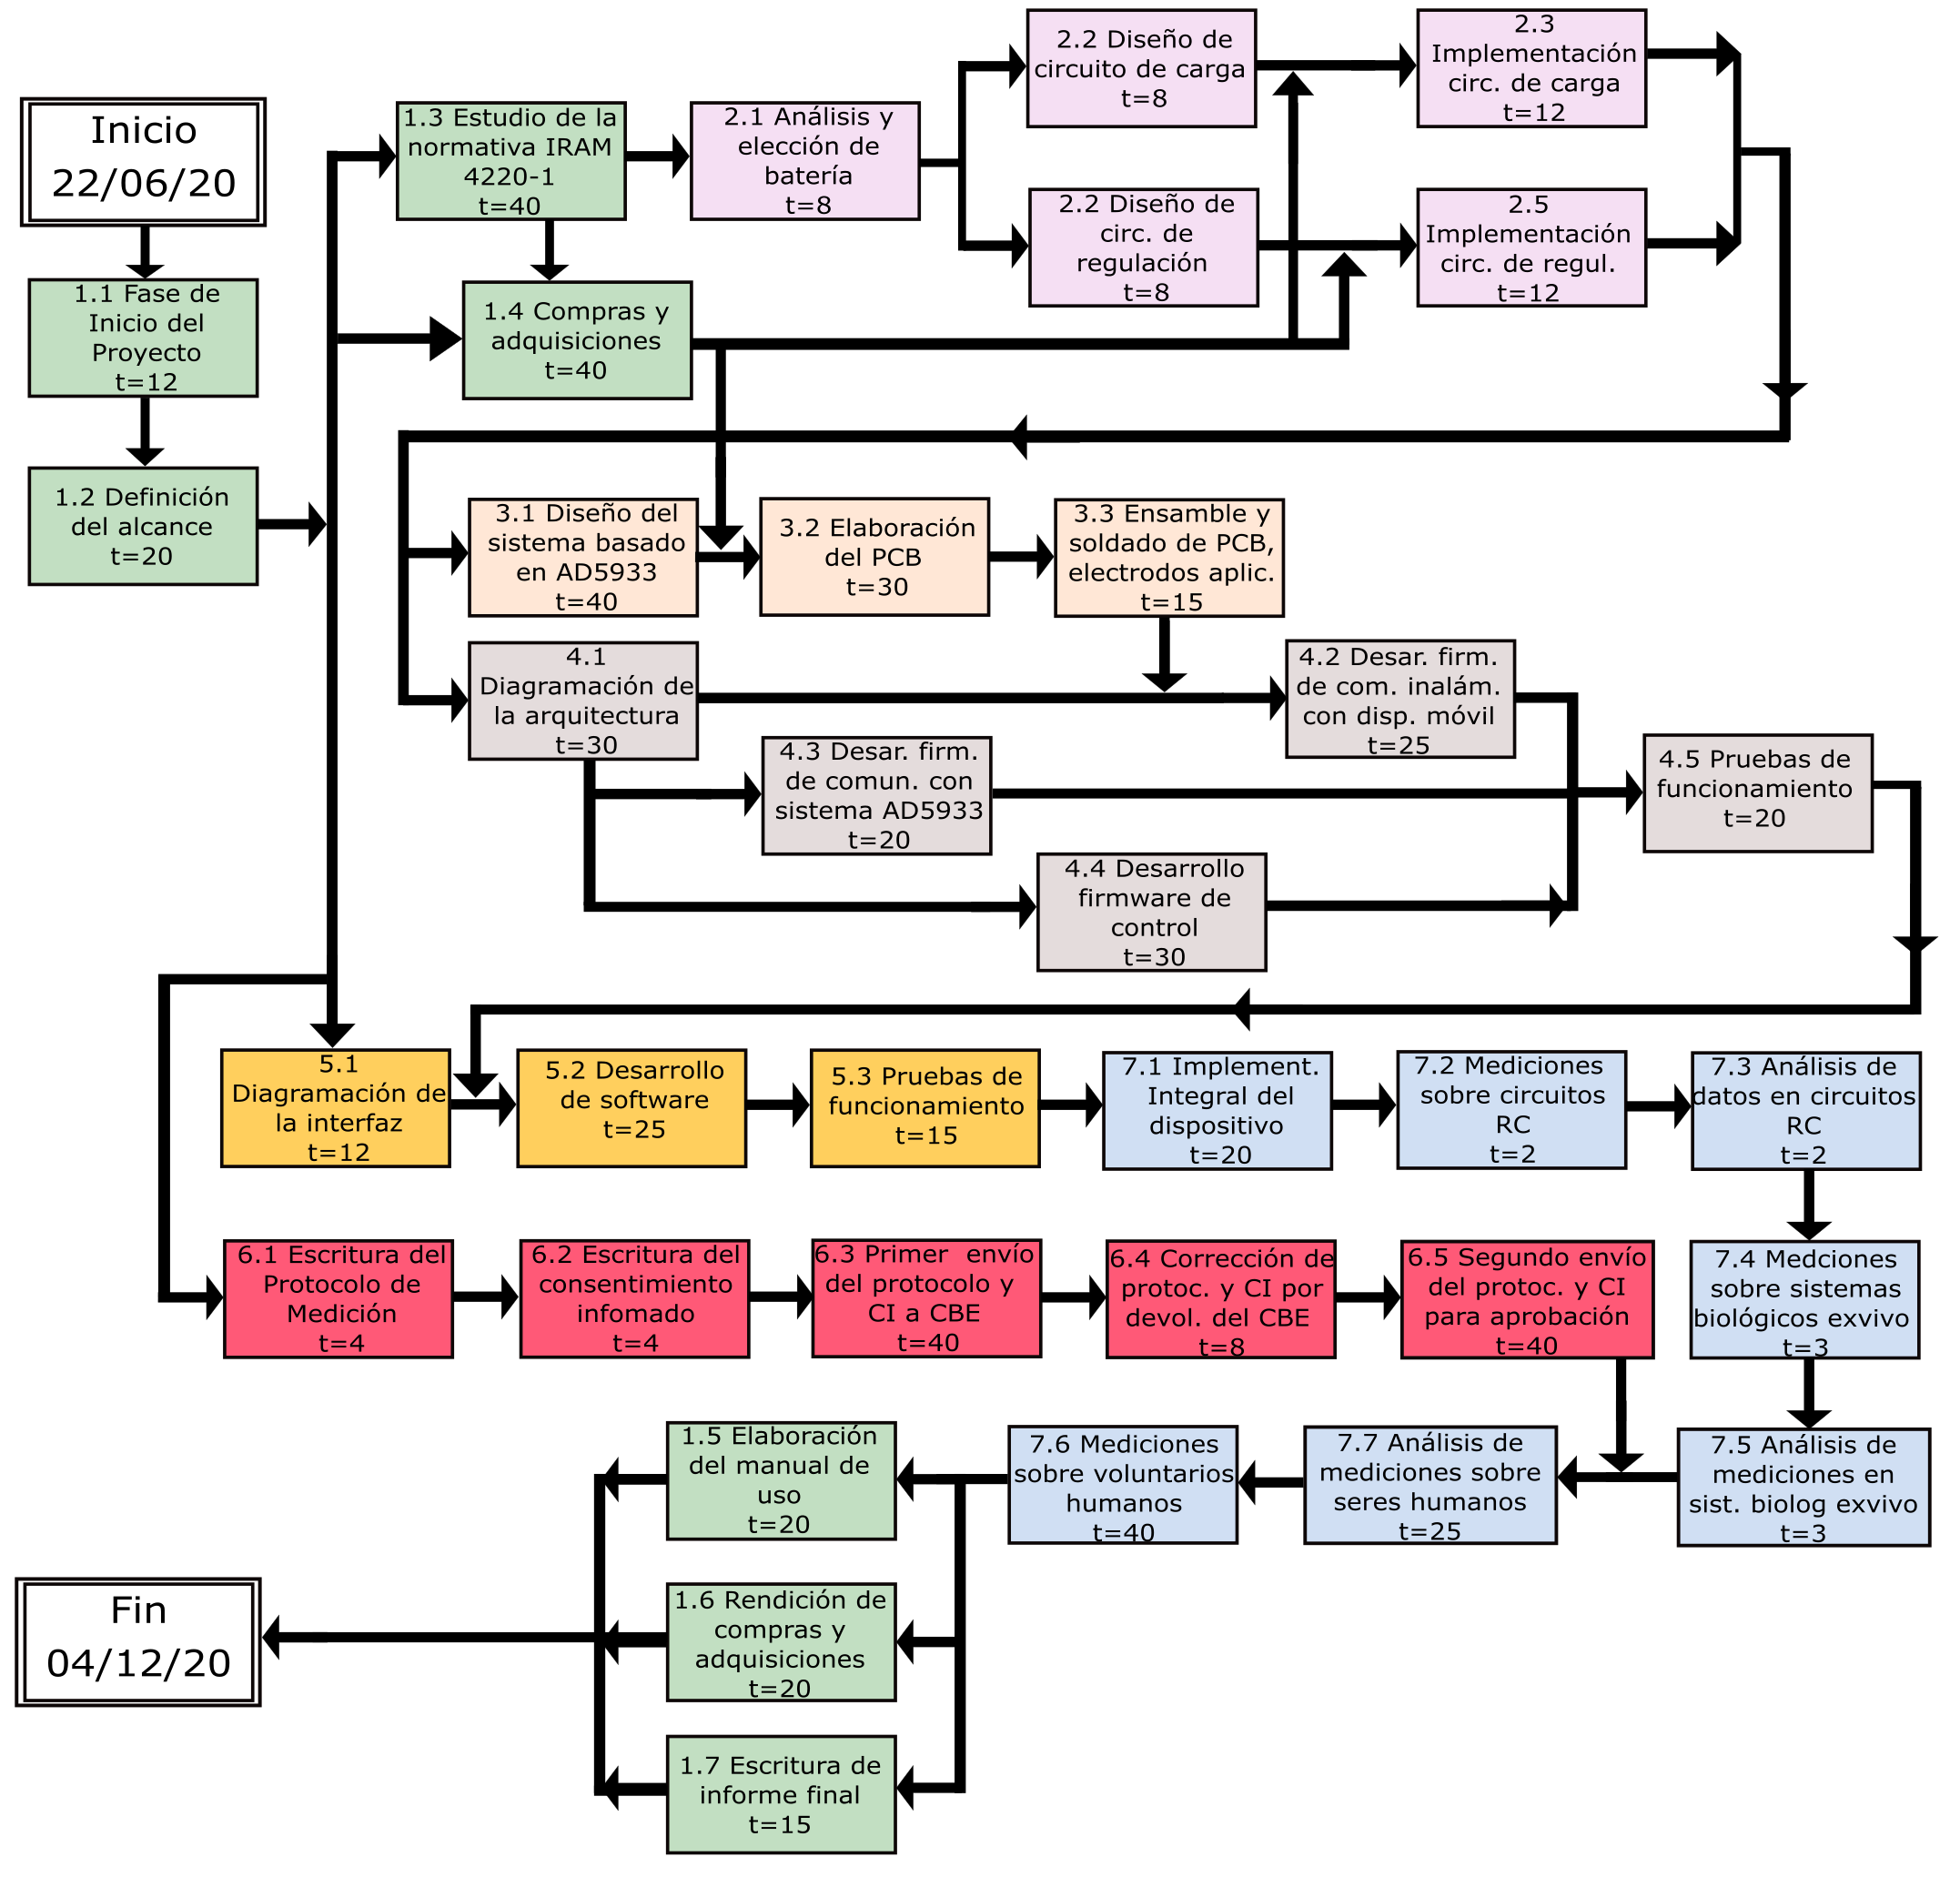 Inicio
22/06/20
1.1 Fase de
Inicio del
Proyecto
t=12
1.2 Definición
del alcance
t=20
1.3 Estudio de la
normativa IRAM
4220-1
t=40
1.4 Compras y
adquisiciones
t=40
2.1 Análisis y
elección de
batería
t=8
2.2 Diseño de
circuito de carga
t=8
2.3
Implementación
circ. de carga
t=12
2.2 Diseño de
circ. de
regulación
t=8
2.5
Implementación
circ. de regul.
t=12
3.1 Diseño del
sistema basado
en AD5933
t=40
3.2 Elaboración
del PCB
t=30
3.3 Ensamble y
soldado de PCB,
electrodos aplic.
t=15
4.1
Diagramación de
la arquitectura
t=30
4.2 Desar. firm.
de com. inalám.
con disp. móvil
t=25
4.3 Desar. firm.
de comun. con
sistema AD5933
t=20
4.4 Desarrollo
firmware de
control
t=30
4.5 Pruebas de
funcionamiento
t=20
5.1
Diagramación de
la interfaz
t=12
5.2 Desarrollo
de software
t=25
5.3 Pruebas de
funcionamiento
t=15
7.1 Implement.
Integral del
dispositivo
t=20
7.2 Mediciones
sobre circuitos
RC
t=2
7.3 Análisis de
datos en circuitos
RC
t=2
6.1 Escritura del
Protocolo de
Medición
t=4
6.2 Escritura del
consentimiento
infomado
t=4
6.3 Primer envío
del protocolo y
CI a CBE
t=40
6.4 Corrección de
protoc. y CI por
devol. del CBE
t=8
6.5 Segundo envío
del protoc. y CI
para aprobación
t=40
7.4 Medciones
sobre sistemas
biológicos exvivo
t=3
7.5 Análisis de
mediciones en
sist. biolog exvivo
t=3
7.7 Análisis de
mediciones sobre
seres humanos
t=25
7.6 Mediciones
sobre voluntarios
humanos
t=40
1.5 Elaboración
del manual de
uso
t=20
1.6 Rendición de
compras y
adquisiciones
t=20
1.7 Escritura de
informe final
t=15
Fin
04/12/20